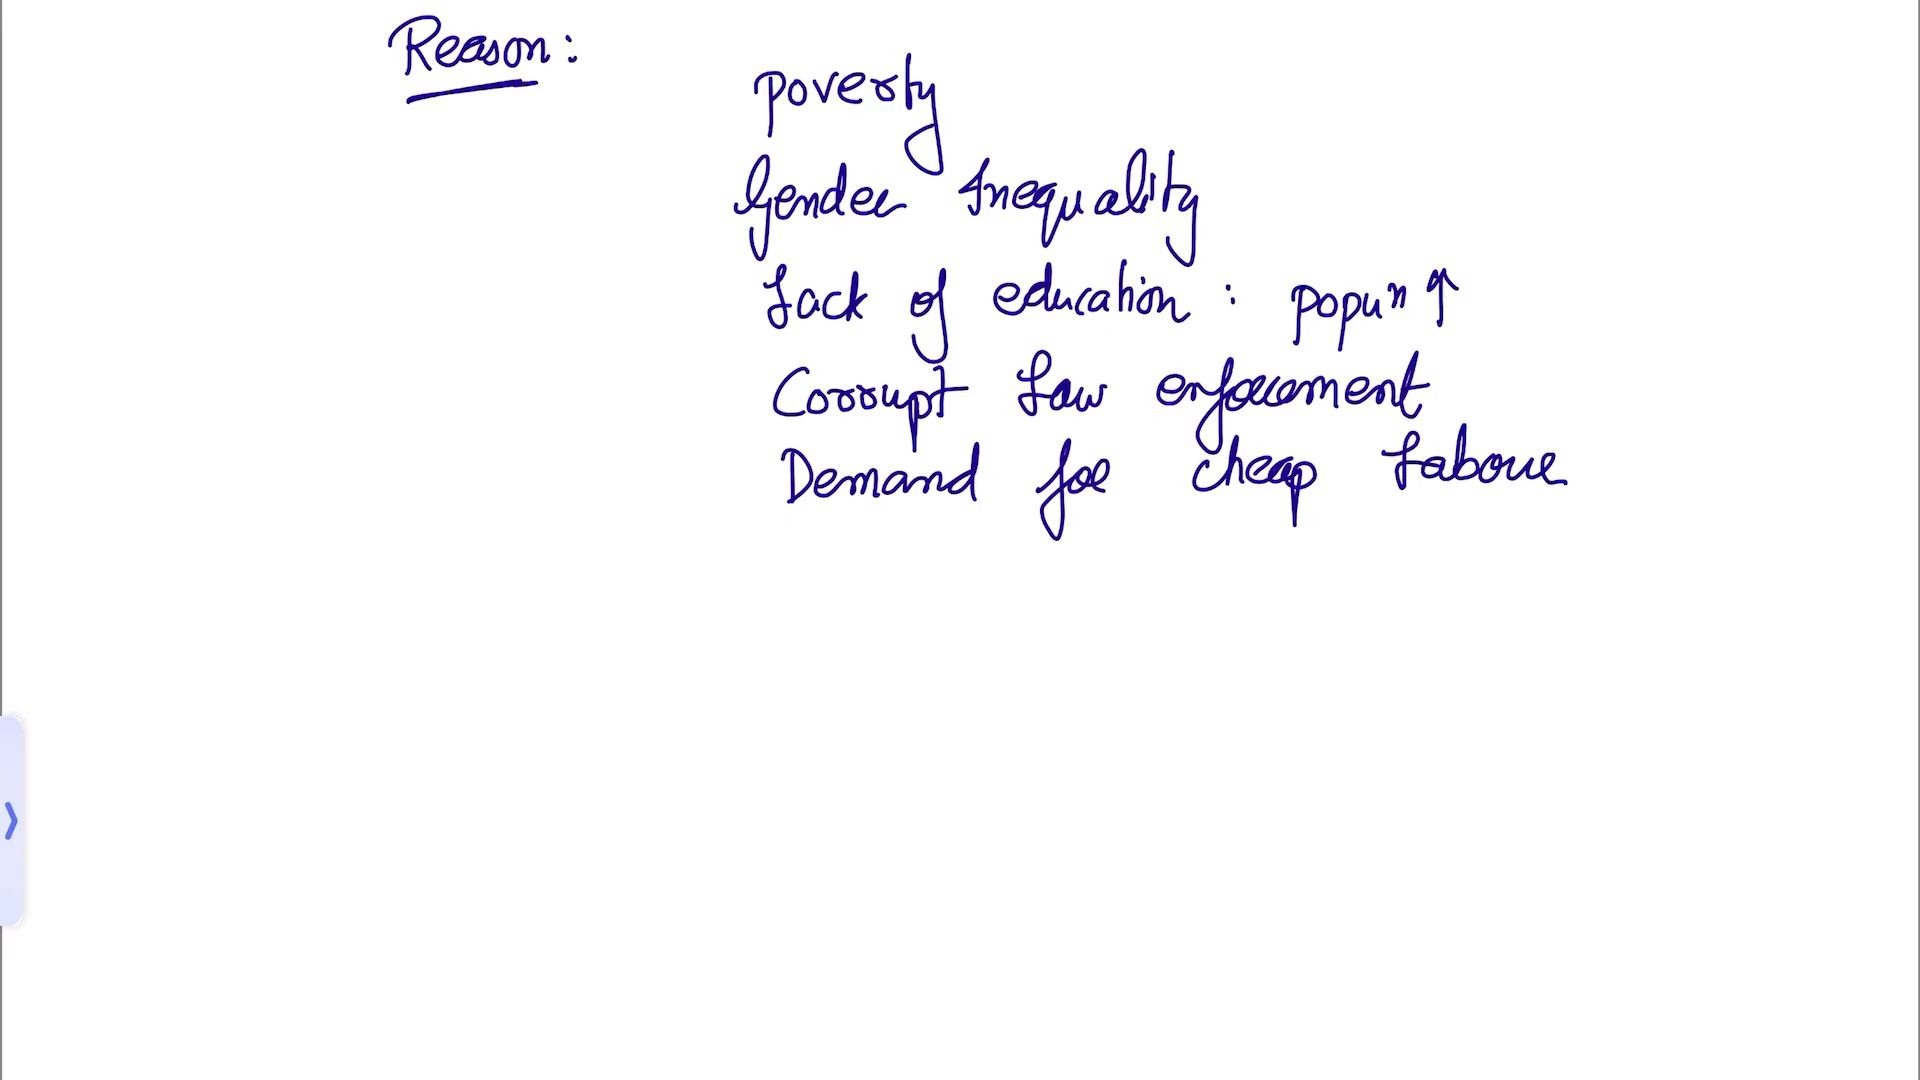 Reason :
Poverty
Gender Inequality
Lack of education : popuⁿ ↑
Corrupt Law enforcement
Demand for cheap Labour